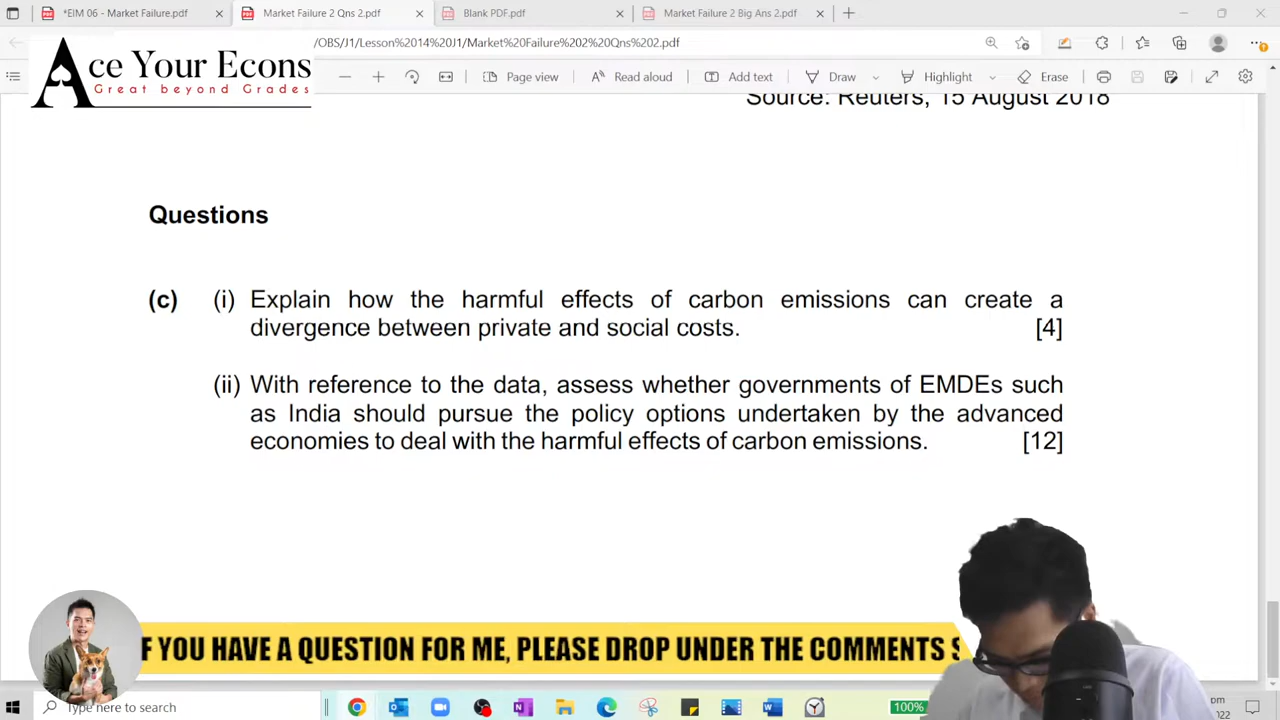 *EIM 06 - Market Failure.pdf
Market Failure 2 Qns 2.pdf
Blank PDF.pdf
Market Failure 2 Big Ans 2.pdf
/OBS/J1/Lesson%2014%20J1/Market%20Failure%202%20Qns%202.pdf
Page view
Read aloud
Add text
Draw
Highlight
Erase
Ace Your Econs
Great beyond Grades
Source: Reuters, 15 August 2018
Questions
(c) (i) Explain how the harmful effects of carbon emissions can create a
divergence between private and social costs. [4]
(ii) With reference to the data, assess whether governments of EMDEs such
as India should pursue the policy options undertaken by the advanced
economies to deal with the harmful effects of carbon emissions. [12]
F YOU HAVE A QUESTION FOR ME, PLEASE DROP UNDER THE COMMENTS S
Type here to search
100%
pm
2022